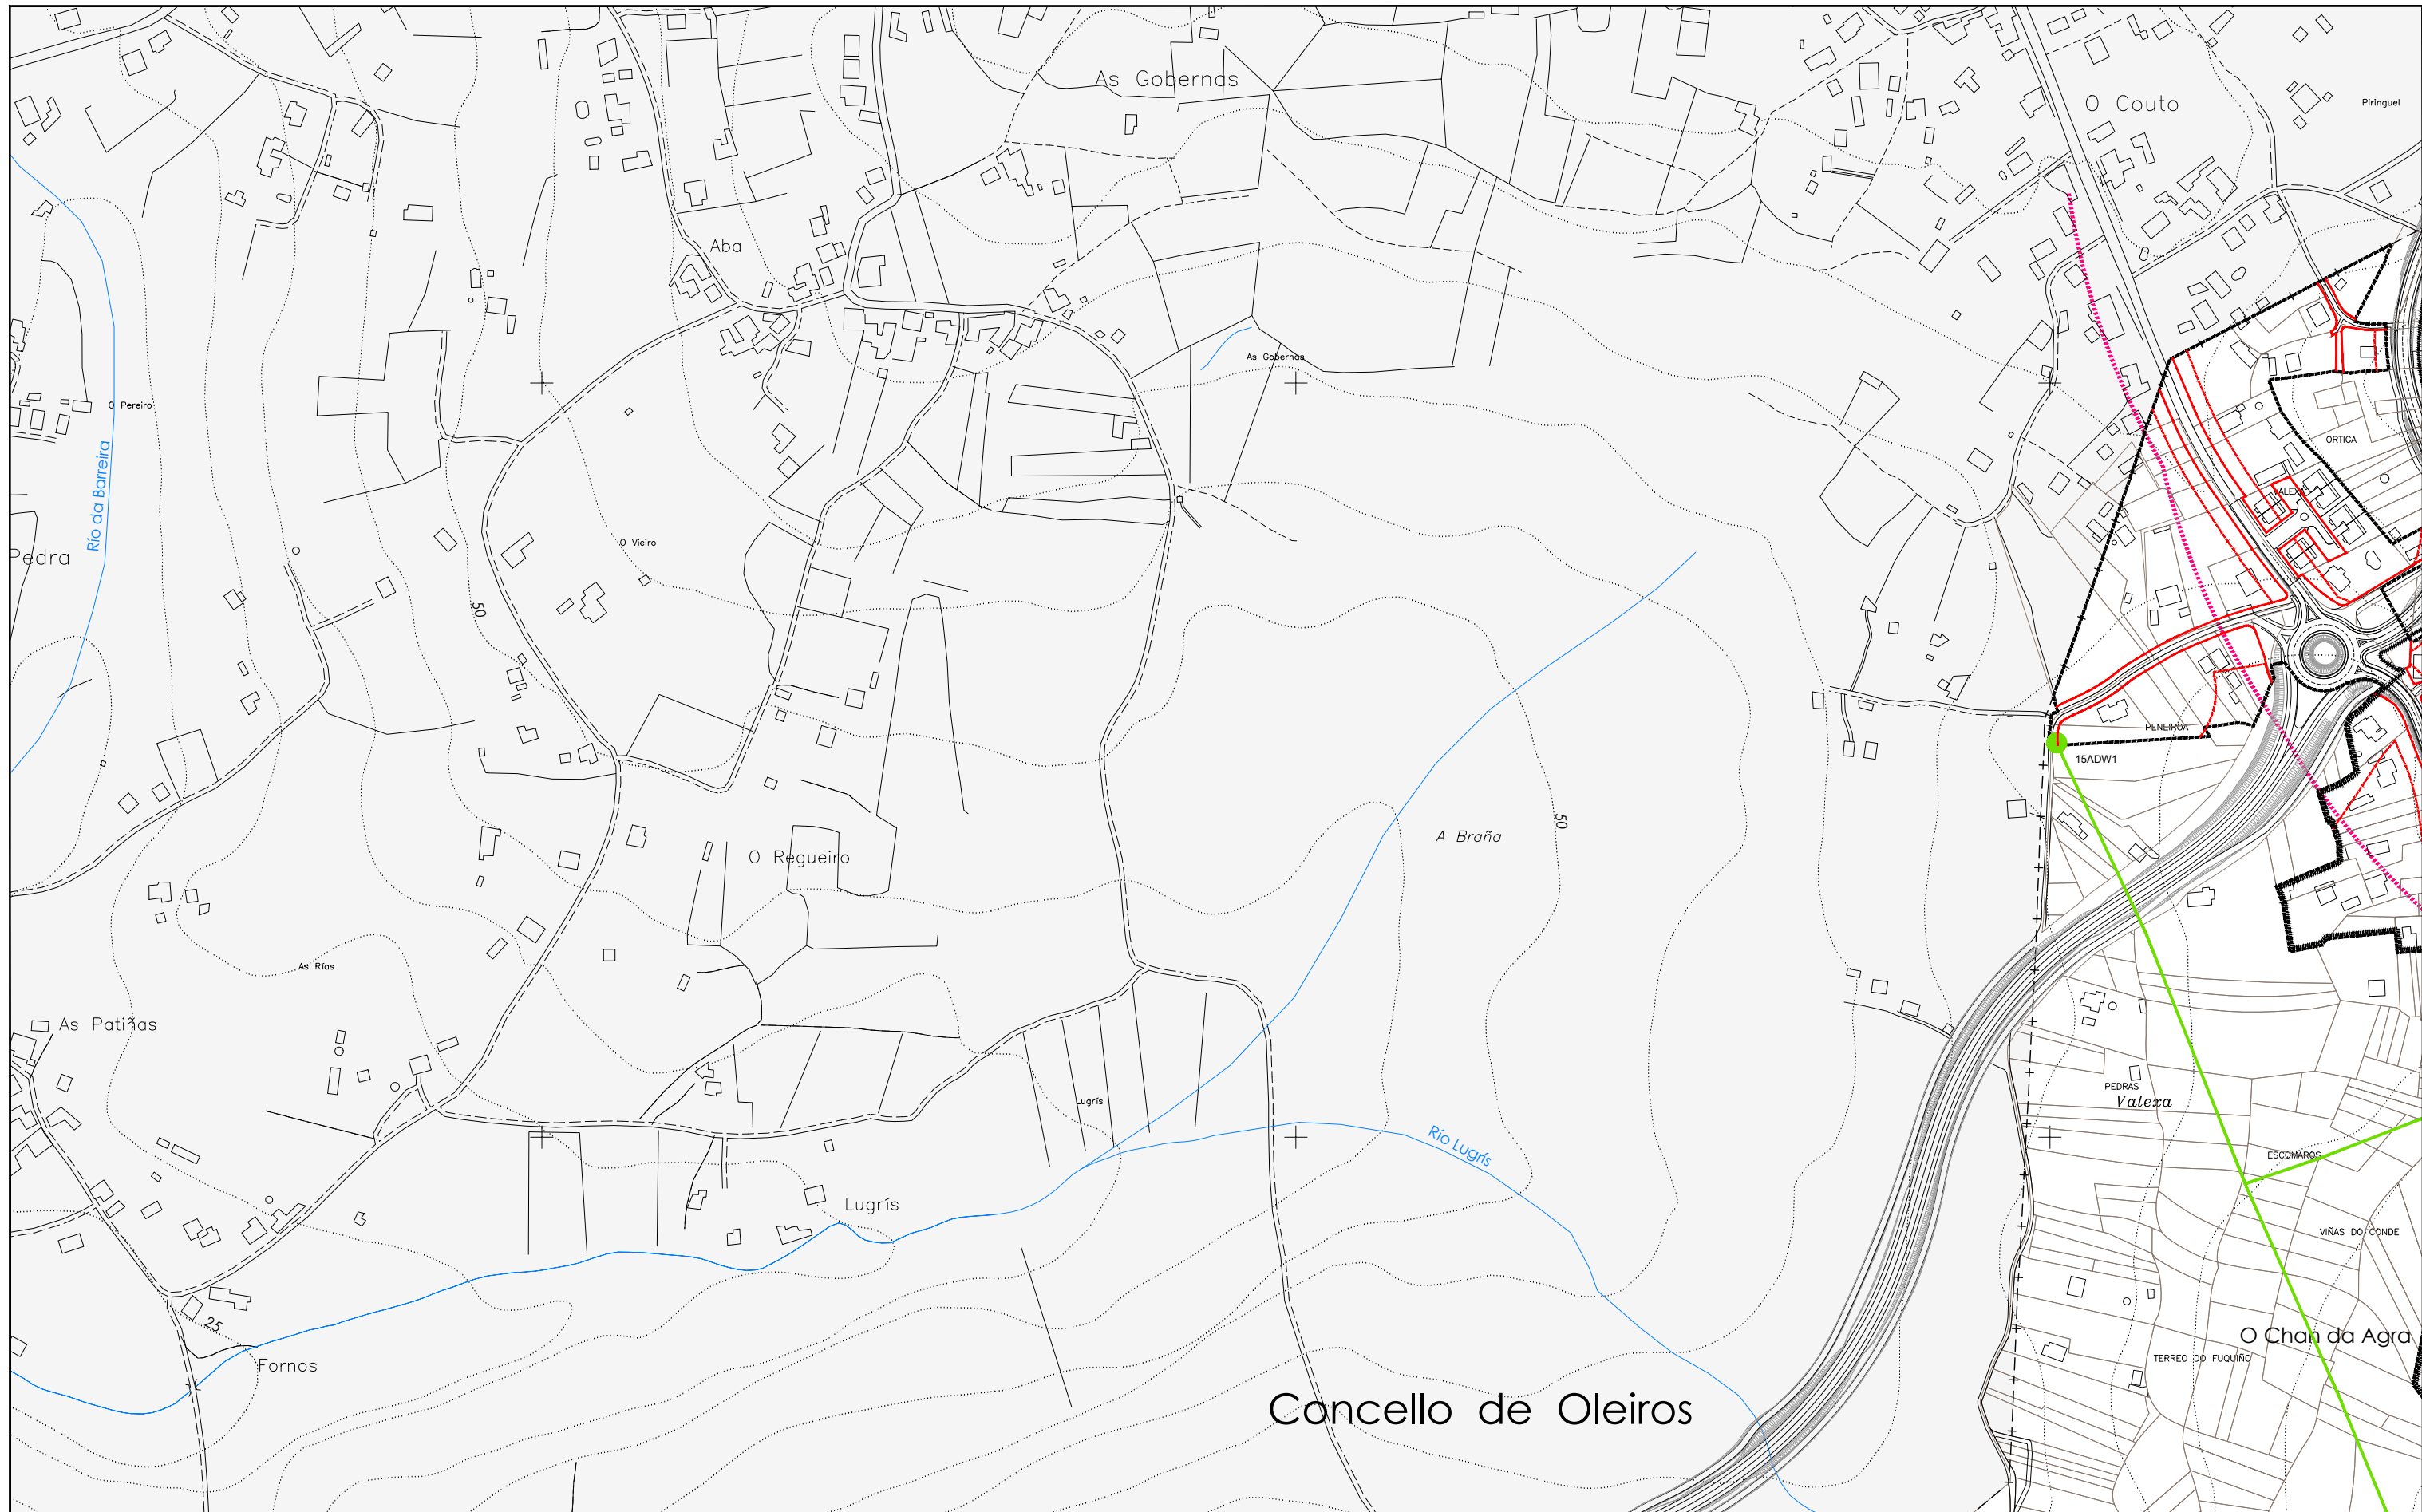 As Gobernas
O Couto
Piringuel
Aba
As Gobernas
O Pereiro
ORTIGA
Río da Barreira
VALEXA
Pedra
O Vieiro
50
PENEIROA
15ADW1
50
A Braña
O Regueiro
As Rías
As Patiñas
PEDRAS
Valexa
Lugrís
Río Lugrís
ESCOMAROS
Lugrís
VIÑAS DO CONDE
25
O Chan da Agra
TERREO DO FUQUIÑO
Fornos
Concello de Oleiros